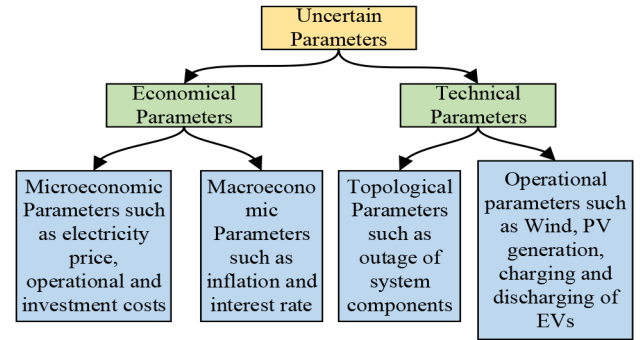 Uncertain
Parameters
Economical
Parameters
Technical
Parameters
Microeconomic
Parameters such
as electricity
price,
operational and
investment costs
Macroecono
mic
Parameters
such as
inflation and
interest rate
Topological
Parameters
such as
outage of
system
components
Operational
parameters such
as Wind, PV
generation,
charging and
discharging of
EVs